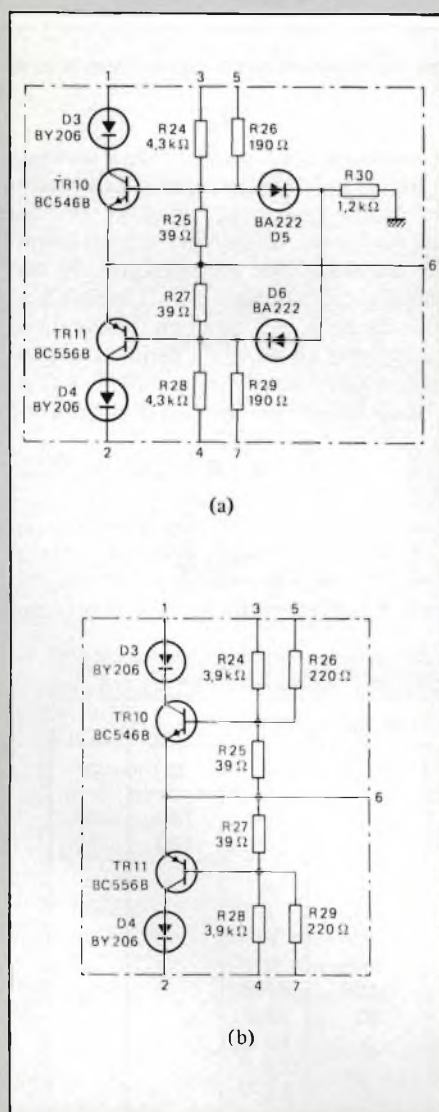 1 3 5
D3
BY206
R24
4,3kΩ
R26
190Ω
TR10
BC546B
R30
1,2kΩ
R25
39Ω
BA222
D5
6
R27
39Ω
D6
BA222
TR11
BC556B
D4
BY206
R28
4,3kΩ
R29
190Ω
2 4 7
(a)
1 3 5
D3
BY206
R24
3,9kΩ
R26
220Ω
TR10
BC546B
R25
39Ω
6
R27
39Ω
TR11
BC556B
D4
BY206
R28
3,9kΩ
R29
220Ω
2 4 7
(b)